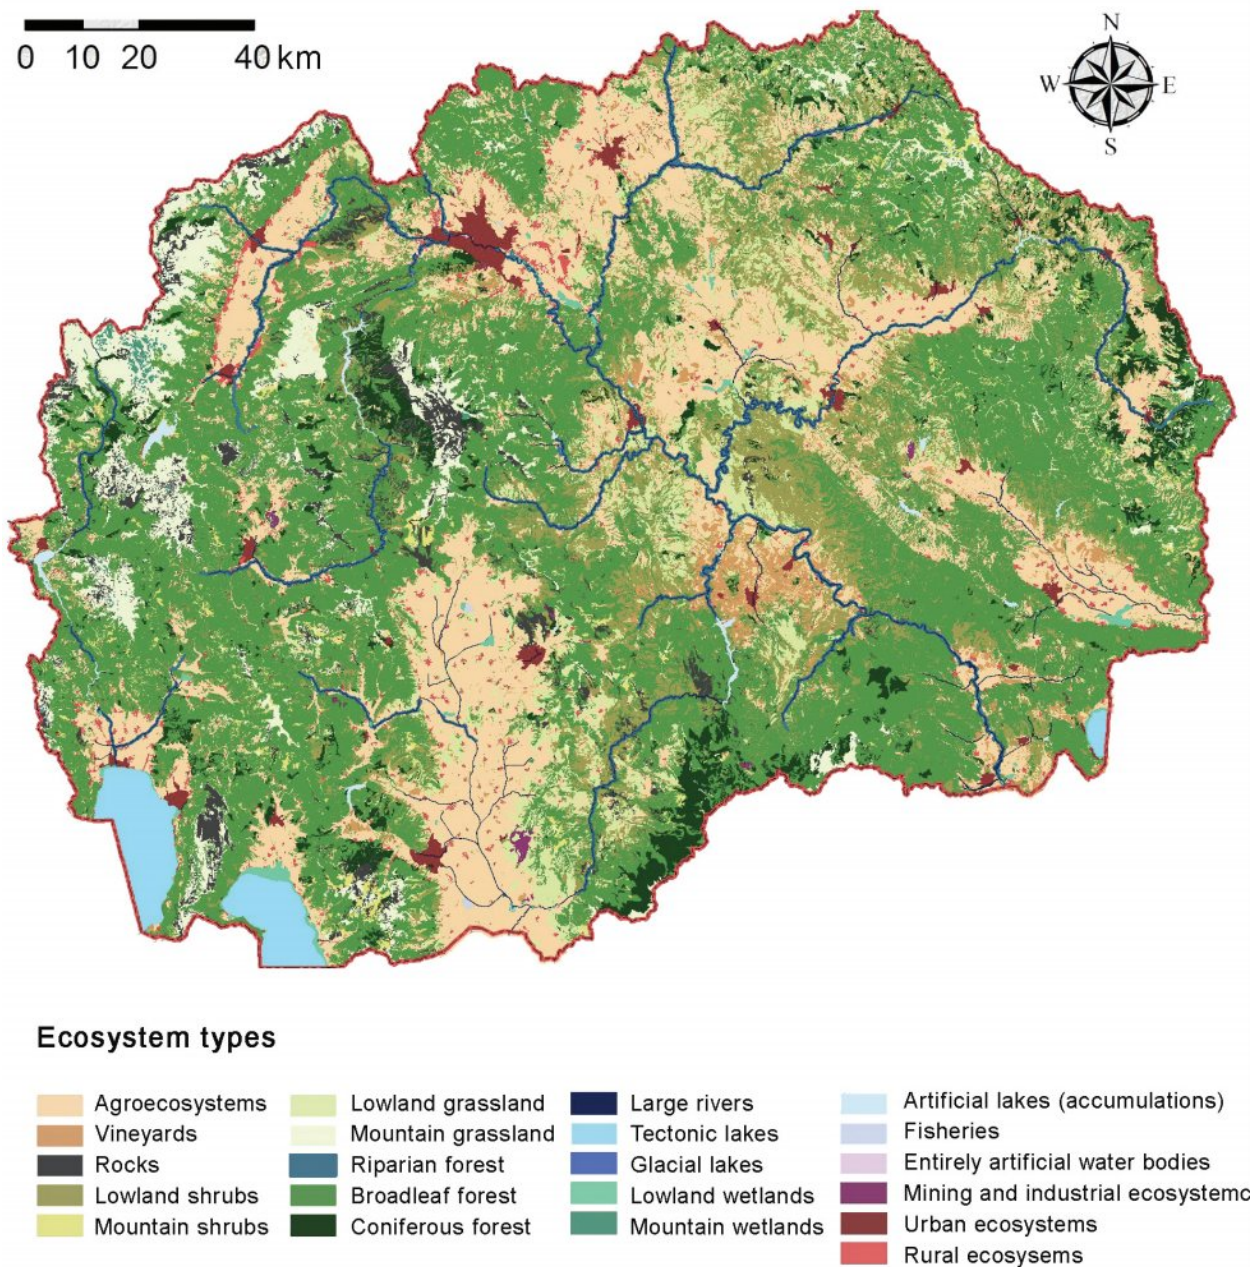 0 10 20 40 km
N
W E
S
Ecosystem types
Agroecosystems
Vineyards
Rocks
Lowland shrubs
Mountain shrubs
Lowland grassland
Mountain grassland
Riparian forest
Broadleaf forest
Coniferous forest
Large rivers
Tectonic lakes
Glacial lakes
Lowland wetlands
Mountain wetlands
Artificial lakes (accumulations)
Fisheries
Entirely artificial water bodies
Mining and industrial ecosystemc
Urban ecosystems
Rural ecosysems